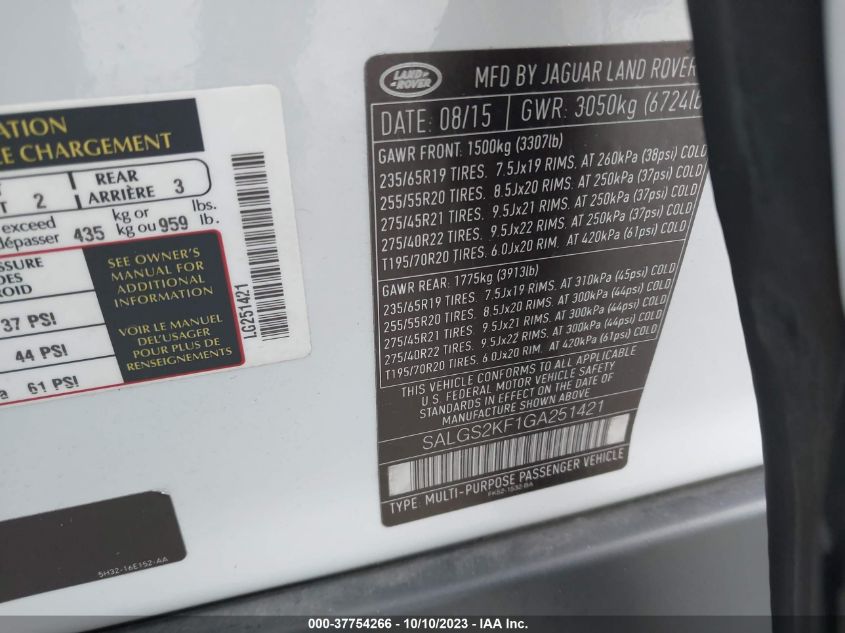 ATION
E CHARGEMENT
T 2 REAR ARRIÈRE 3
exceed 435 kg or 959 lbs.
dépasser kg ou lb.
SSURE
DES
ROID
37 PSI
44 PSI
a 61 PSI
SEE OWNER'S
MANUAL FOR
ADDITIONAL
INFORMATION
VOIR LE MANUEL
DEL'USAGER
POUR PLUS DE
RENSEIGNEMENTS
LG251421
5H32-16E152-AA
LAND ROVER
MFD BY JAGUAR LAND ROVER
DATE: 08/15 GWR: 3050kg (6724lb
GAWR FRONT: 1500kg (3307lb)
235/65R19 TIRES. 7.5Jx19 RIMS. AT 260kPa (38psi) COLD
255/55R20 TIRES. 8.5Jx20 RIMS. AT 250kPa (37psi) COLD
275/45R21 TIRES. 9.5Jx21 RIMS. AT 250kPa (37psi) COLD
275/40R22 TIRES. 9.5Jx22 RIMS. AT 250kPa (37psi) COLD
T195/70R20 TIRES. 6.0Jx20 RIM. AT 420kPa (61psi) COLD
GAWR REAR: 1775kg (3913lb)
235/65R19 TIRES. 7.5Jx19 RIMS. AT 310kPa (45psi) COLD
255/55R20 TIRES. 8.5Jx20 RIMS. AT 300kPa (44psi) COLD
275/45R21 TIRES. 9.5Jx21 RIMS. AT 300kPa (44psi) COLD
275/40R22 TIRES. 9.5Jx22 RIMS. AT 300kPa (44psi) COLD
T195/70R20 TIRES. 6.0Jx20 RIM. AT 420kPa (61psi) COLD
THIS VEHICLE CONFORMS TO ALL APPLICABLE
U.S. FEDERAL MOTOR VEHICLE SAFETY
STANDARDS IN EFFECT ON THE DATE OF
MANUFACTURE SHOWN ABOVE.
SALGS2KF1GA251421
TYPE: MULTI-PURPOSE PASSENGER VEHICLE
FK52-1532-BA
000-37754266 - 10/10/2023 - IAA Inc.